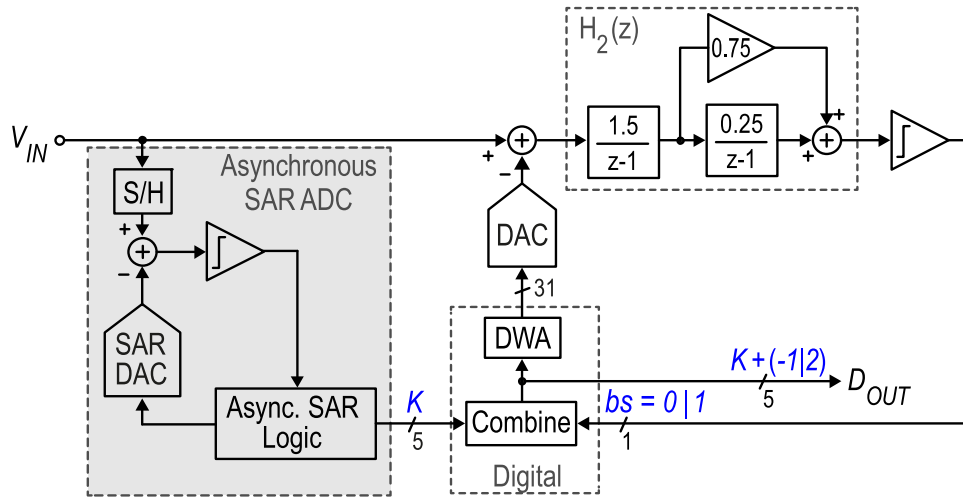 H2(z)
0.75
1.5
z-1
0.25
z-1
+
+
+
VIN
+
+
−
Asynchronous
SAR ADC
S/H
+
+
−
DAC
31
SAR
DAC
DWA
K+(-1|2)
5
DOUT
Async. SAR
Logic
K
5
Combine
bs = 0|1
1
Digital